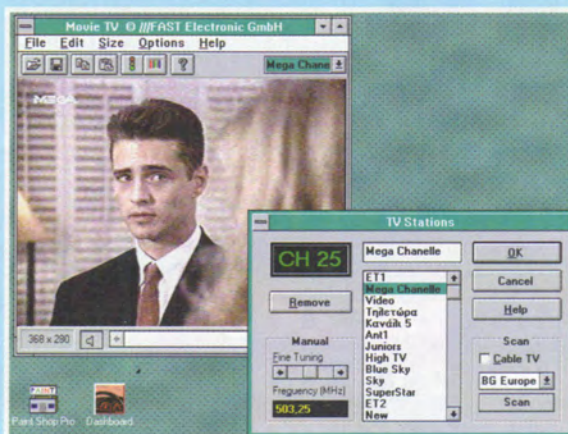 Movie TV © ///FAST Electronic GmbH
File Edit Size Options Help
Mega Chane
MEGA
368 x 280
TV Stations
CH 25
Mega Chanelle
OK
Cancel
Help
Remove
ET1
Mega Chanelle
Video
Τηλετώρα
Κανάλι 5
Ant1
Juniors
High TV
Blue Sky
Sky
SuperStar
ET2
New
Manual
Fine Tuning
Frequency (MHz)
503,25
Scan
Cable TV
BG Europe
Scan
PAINT
Paint Shop Pro
Dashboard